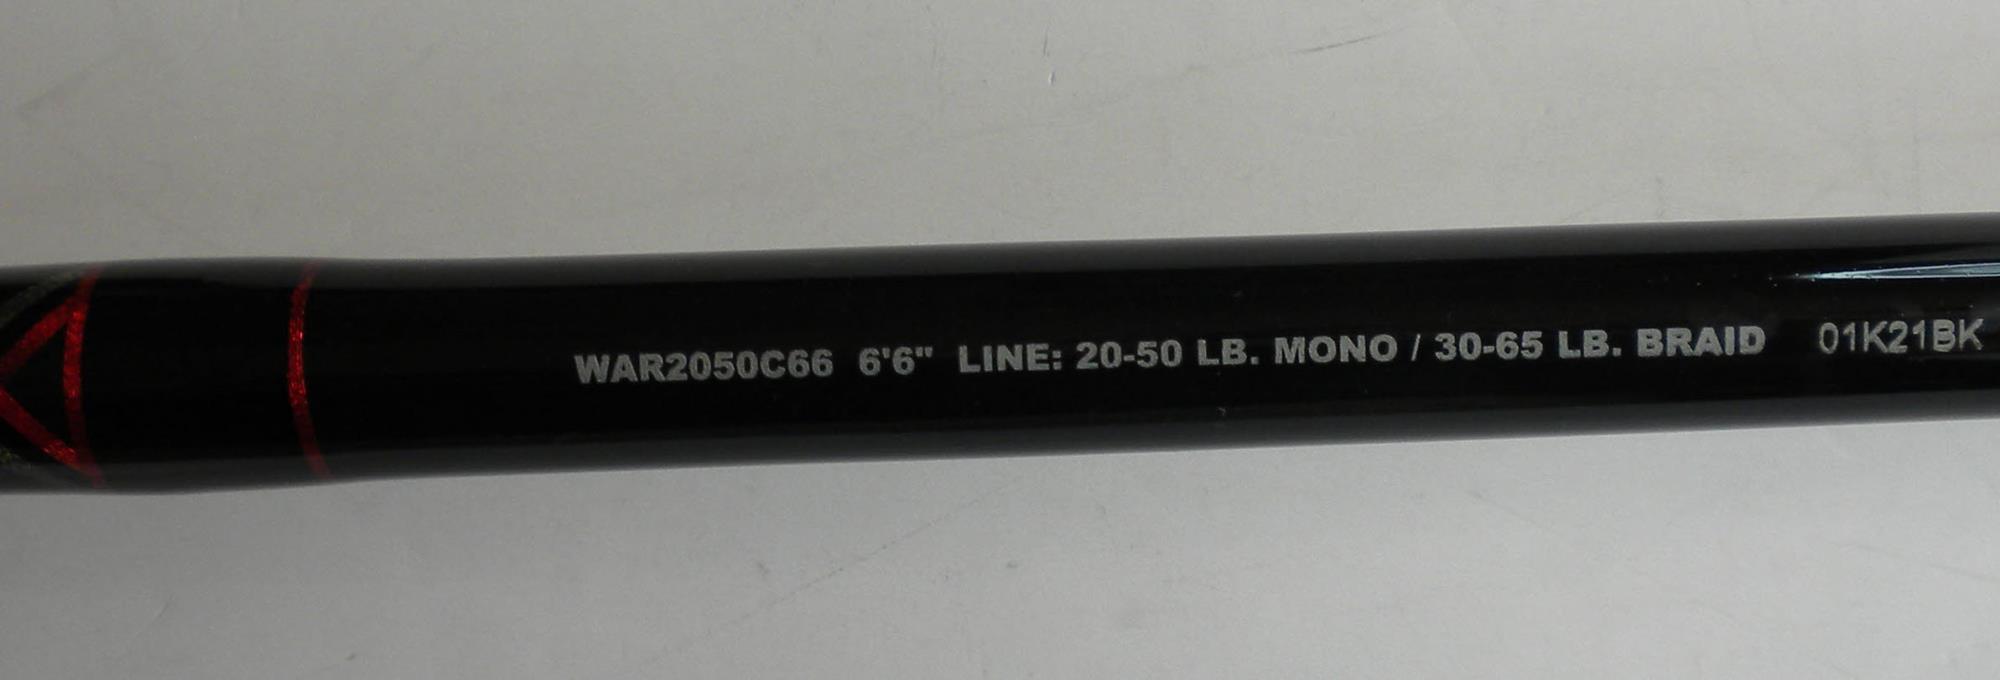 WAR2050C66 6'6" LINE: 20-50 LB. MONO / 30-65 LB. BRAID 01K21BK